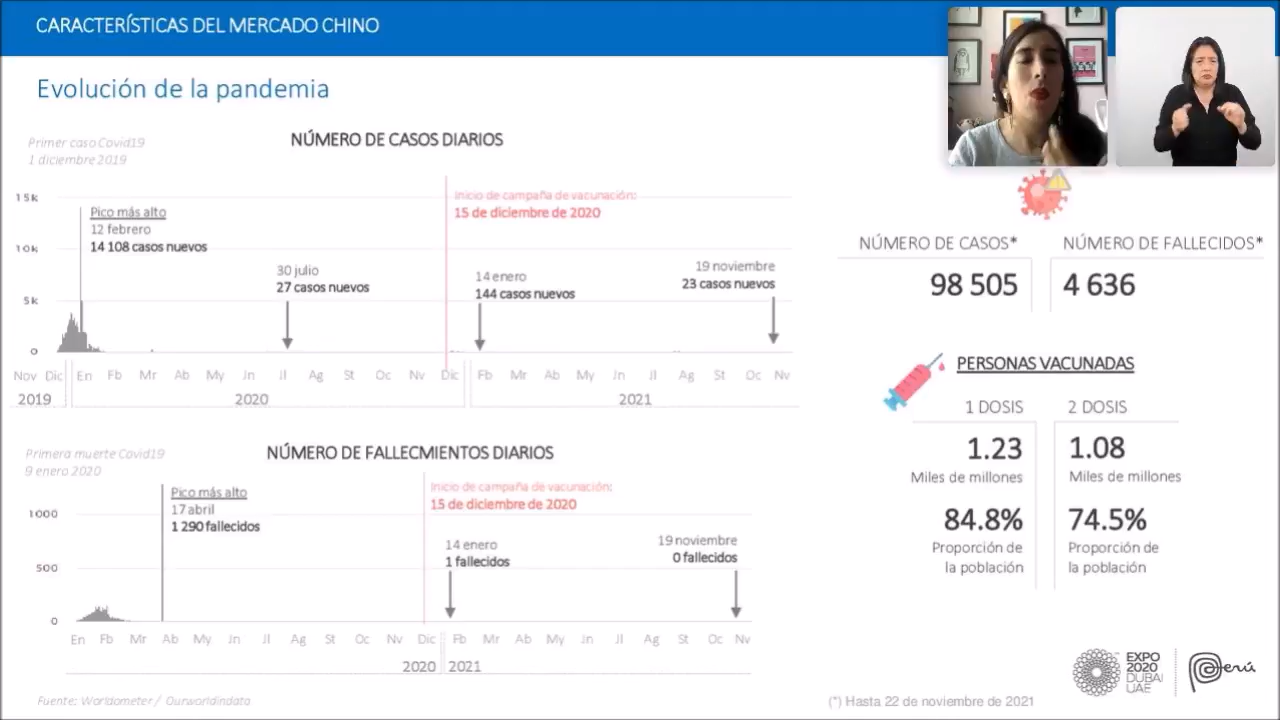 CARACTERÍSTICAS DEL MERCADO CHINO
Evolución de la pandemia
Primer caso Covid19
1 diciembre 2019
NÚMERO DE CASOS DIARIOS
15k
10k
5k
0
Pico más alto
12 febrero
14 108 casos nuevos
30 julio
27 casos nuevos
Inicio de campaña de vacunación:
15 de diciembre de 2020
14 enero
144 casos nuevos
19 noviembre
23 casos nuevos
Nov Dic En Fb Mr Ab My Jn Jl Ag St Oc Nv Dic Fb Mr Ab My Jn Jl Ag St Oc Nv
2019 2020 2021
Primera muerte Covid19
9 enero 2020
NÚMERO DE FALLECMIENTOS DIARIOS
1000
500
0
Pico más alto
17 abril
1 290 fallecidos
Inicio de campaña de vacunación:
15 de diciembre de 2020
14 enero
1 fallecidos
19 noviembre
0 fallecidos
En Fb Mr Ab My Jn Jl Ag St Oc Nv Dic Fb Mr Ab My Jn Jl Ag St Oc Nv
2020 2021
Fuente: Worldometer / Ourworldindata
NÚMERO DE CASOS*
98 505
NÚMERO DE FALLECIDOS*
4 636
PERSONAS VACUNADAS
1 DOSIS
1.23
Miles de millones
84.8%
Proporción de
la población
2 DOSIS
1.08
Miles de millones
74.5%
Proporción de
la población
EXPO
2020
DUBAI
UAE
Perú
(*) Hasta 22 de noviembre de 2021